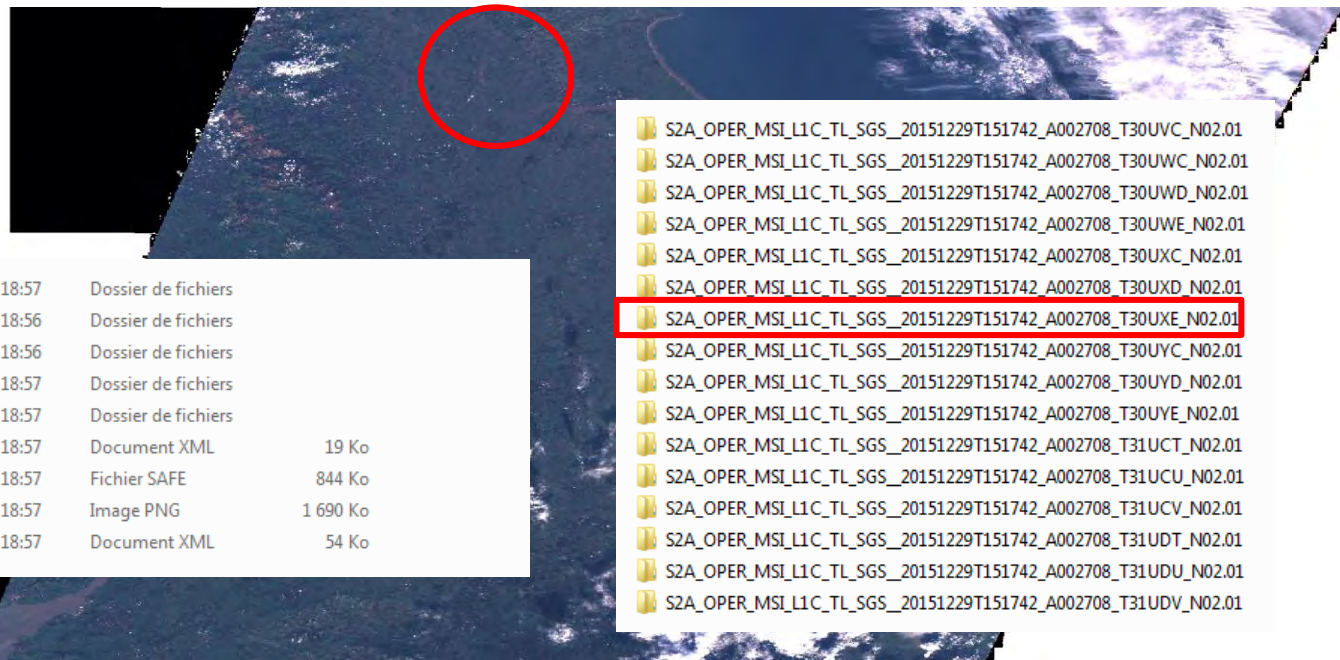 S2A_OPER_MSI_L1C_TL_SGS__20151229T151742_A002708_T30UVC_N02.01
S2A_OPER_MSI_L1C_TL_SGS__20151229T151742_A002708_T30UWC_N02.01
S2A_OPER_MSI_L1C_TL_SGS__20151229T151742_A002708_T30UWD_N02.01
S2A_OPER_MSI_L1C_TL_SGS__20151229T151742_A002708_T30UWE_N02.01
S2A_OPER_MSI_L1C_TL_SGS__20151229T151742_A002708_T30UXC_N02.01
S2A_OPER_MSI_L1C_TL_SGS__20151229T151742_A002708_T30UXD_N02.01
S2A_OPER_MSI_L1C_TL_SGS__20151229T151742_A002708_T30UXE_N02.01
S2A_OPER_MSI_L1C_TL_SGS__20151229T151742_A002708_T30UYC_N02.01
S2A_OPER_MSI_L1C_TL_SGS__20151229T151742_A002708_T30UYD_N02.01
S2A_OPER_MSI_L1C_TL_SGS__20151229T151742_A002708_T30UYE_N02.01
S2A_OPER_MSI_L1C_TL_SGS__20151229T151742_A002708_T31UCT_N02.01
S2A_OPER_MSI_L1C_TL_SGS__20151229T151742_A002708_T31UCU_N02.01
S2A_OPER_MSI_L1C_TL_SGS__20151229T151742_A002708_T31UCV_N02.01
S2A_OPER_MSI_L1C_TL_SGS__20151229T151742_A002708_T31UDT_N02.01
S2A_OPER_MSI_L1C_TL_SGS__20151229T151742_A002708_T31UDU_N02.01
S2A_OPER_MSI_L1C_TL_SGS__20151229T151742_A002708_T31UDV_N02.01
18:57 Dossier de fichiers
18:56 Dossier de fichiers
18:56 Dossier de fichiers
18:57 Dossier de fichiers
18:57 Dossier de fichiers
18:57 Document XML 19 Ko
18:57 Fichier SAFE 844 Ko
18:57 Image PNG 1 690 Ko
18:57 Document XML 54 Ko